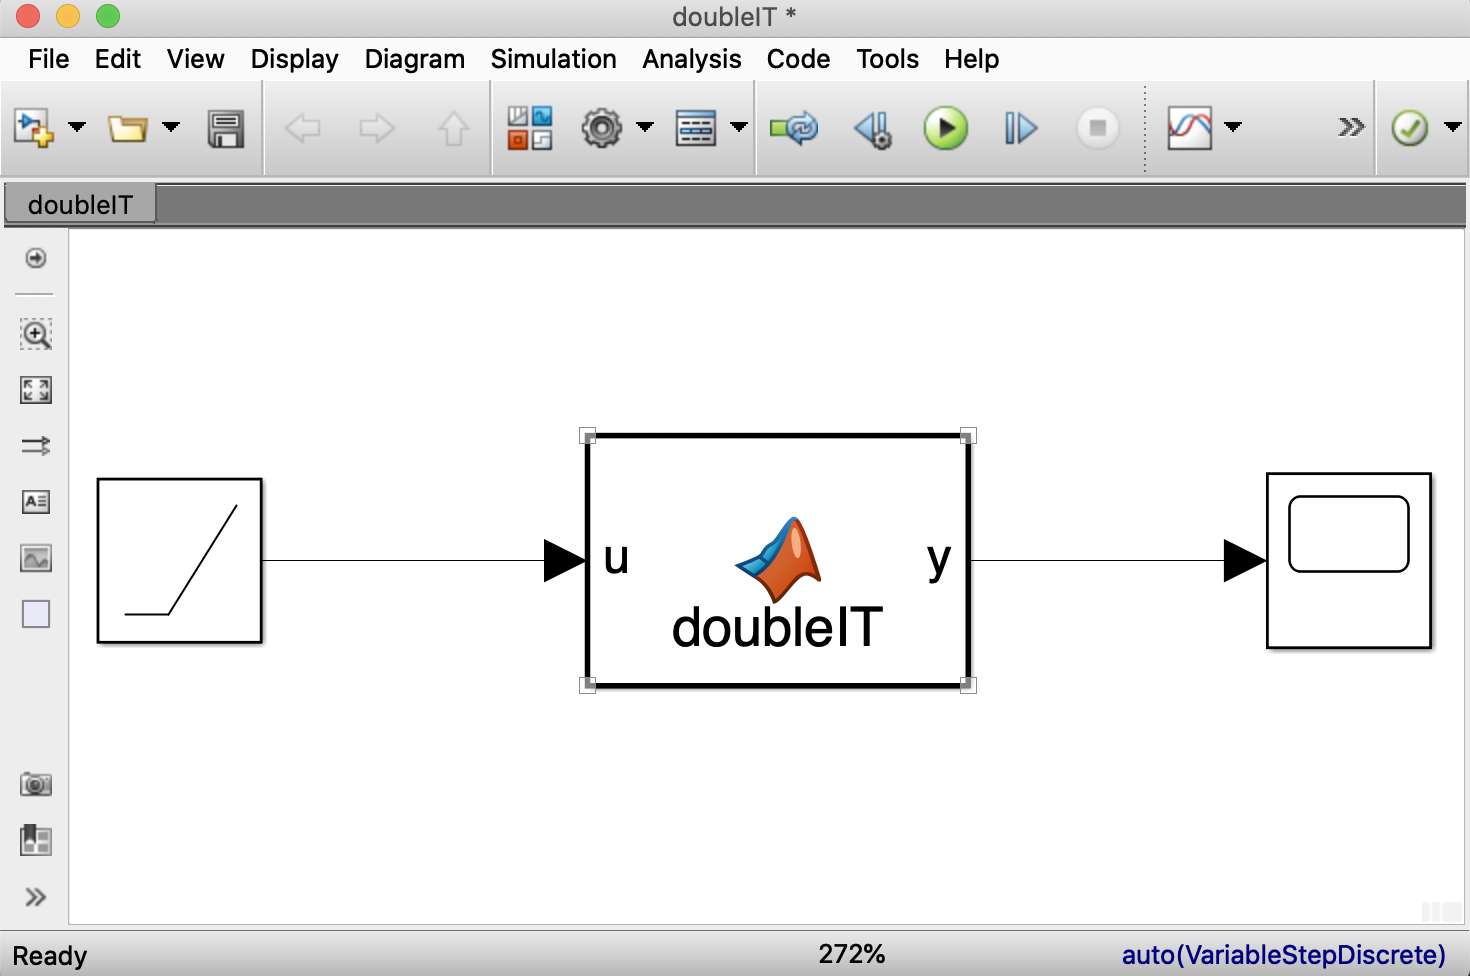 doubleIT *
File Edit View Display Diagram Simulation Analysis Code Tools Help
doubleIT
u y
doubleIT
Ready 272% auto(VariableStepDiscrete)